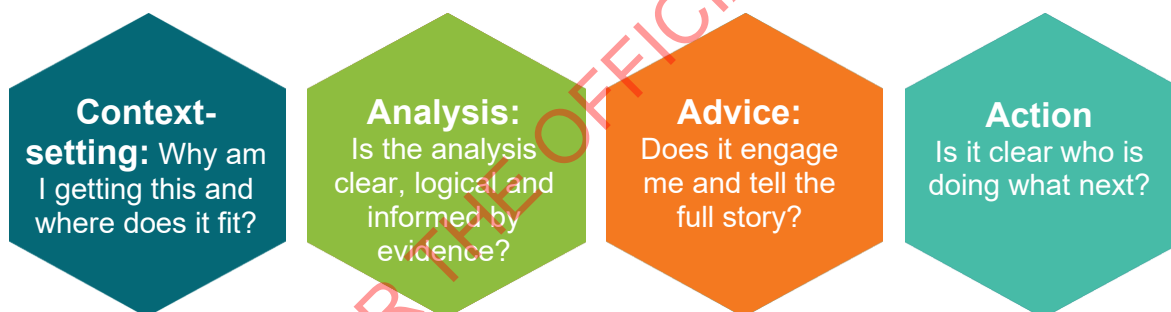 Context-
setting: Why am
I getting this and
where does it fit?
Analysis:
Is the analysis
clear, logical and
informed by
evidence?
Advice:
Does it engage
me and tell the
full story?
Action
Is it clear who is
doing what next?
R THE OFFICI